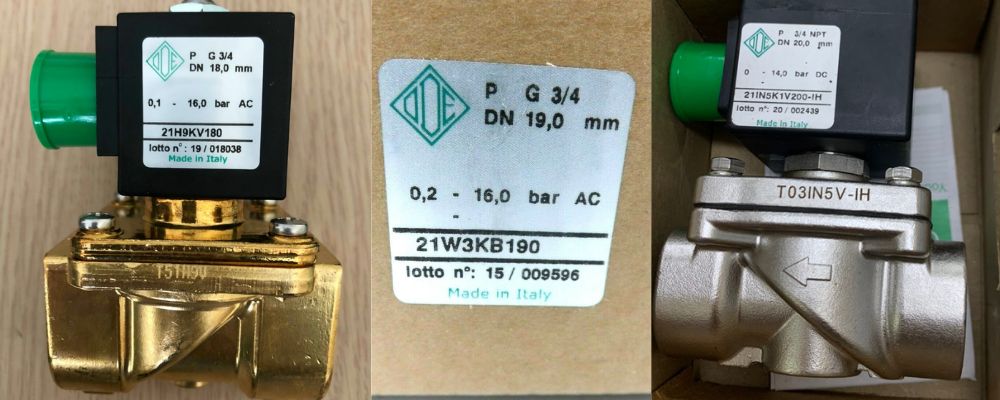 ODE
P G 3/4
DN 18,0 mm
0,1 - 16,0 bar AC
21H9KV180
lotto n°: 19 / 018038
Made in Italy
ODE
P G 3/4
DN 19,0 mm
0,2 - 16,0 bar AC
-
21W3KB190
lotto n°: 15 / 009596
Made in Italy
ODE
P 3/4 NPT
DN 20,0 mm
0 - 14,0 bar DC
21IN5K1V200-IH
lotto n°: 20 / 002439
Made in Italy
T03IN5V-IH